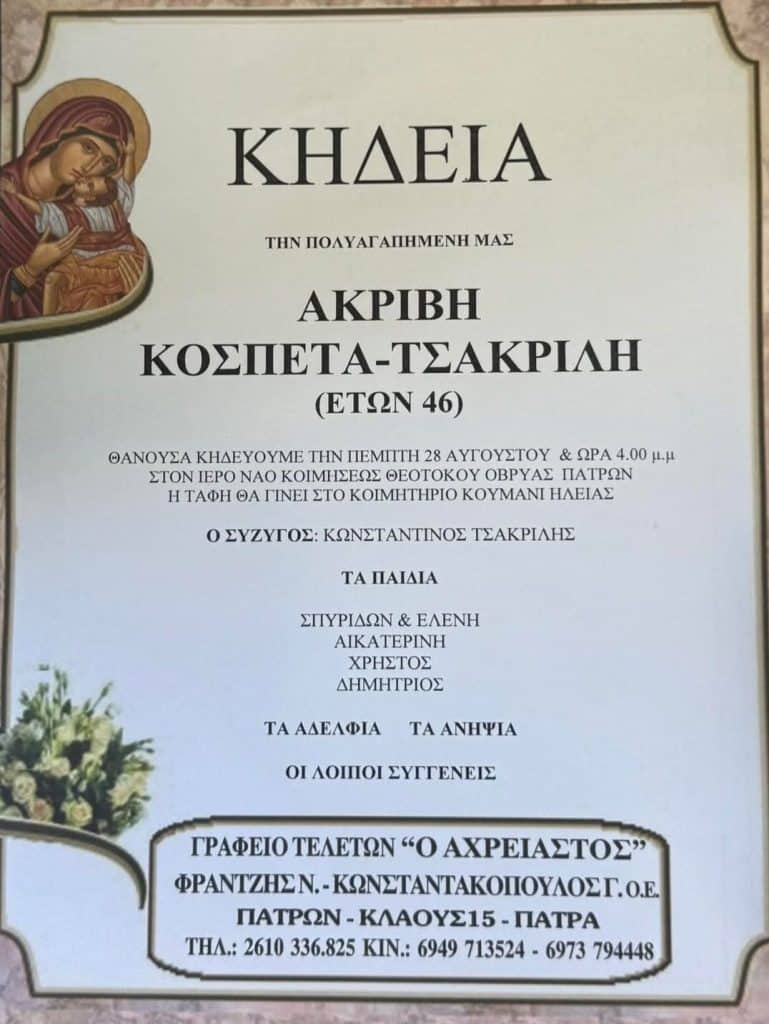 ΚΗΔΕΙΑ
ΤΗΝ ΠΟΛΥΑΓΑΠΗΜΕΝΗ ΜΑΣ
ΑΚΡΙΒΗ
ΚΟΣΠΕΤΑ-ΤΣΑΚΡΙΛΗ
(ΕΤΩΝ 46)
ΘΑΝΟΥΣΑ ΚΗΔΕΥΟΥΜΕ ΤΗΝ ΠΕΜΠΤΗ 28 ΑΥΓΟΥΣΤΟΥ & ΩΡΑ 4.00 μ.μ
ΣΤΟΝ ΙΕΡΟ ΝΑΟ ΚΟΙΜΗΣΕΩΣ ΘΕΟΤΟΚΟΥ ΟΒΡΥΑΣ ΠΑΤΡΩΝ
Η ΤΑΦΗ ΘΑ ΓΙΝΕΙ ΣΤΟ ΚΟΙΜΗΤΗΡΙΟ ΚΟΥΜΑΝΙ ΗΛΕΙΑΣ
Ο ΣΥΖΥΓΟΣ: ΚΩΝΣΤΑΝΤΙΝΟΣ ΤΣΑΚΡΙΛΗΣ
ΤΑ ΠΑΙΔΙΑ
ΣΠΥΡΙΔΩΝ & ΕΛΕΝΗ
ΑΙΚΑΤΕΡΙΝΗ
ΧΡΗΣΤΟΣ
ΔΗΜΗΤΡΙΟΣ
ΤΑ ΑΔΕΛΦΙΑ ΤΑ ΑΝΗΨΙΑ
ΟΙ ΛΟΙΠΟΙ ΣΥΓΓΕΝΕΙΣ
ΓΡΑΦΕΙΟ ΤΕΛΕΤΩΝ “Ο ΑΧΡΕΙΑΣΤΟΣ”
ΦΡΑΝΤΖΗΣ Ν. - ΚΩΝΣΤΑΝΤΑΚΟΠΟΥΛΟΣ Γ. Ο.Ε.
ΠΑΤΡΩΝ - ΚΛΑΟΥΣ15 - ΠΑΤΡΑ
ΤΗΛ.: 2610 336.825 ΚΙΝ.: 6949 713524 - 6973 794448